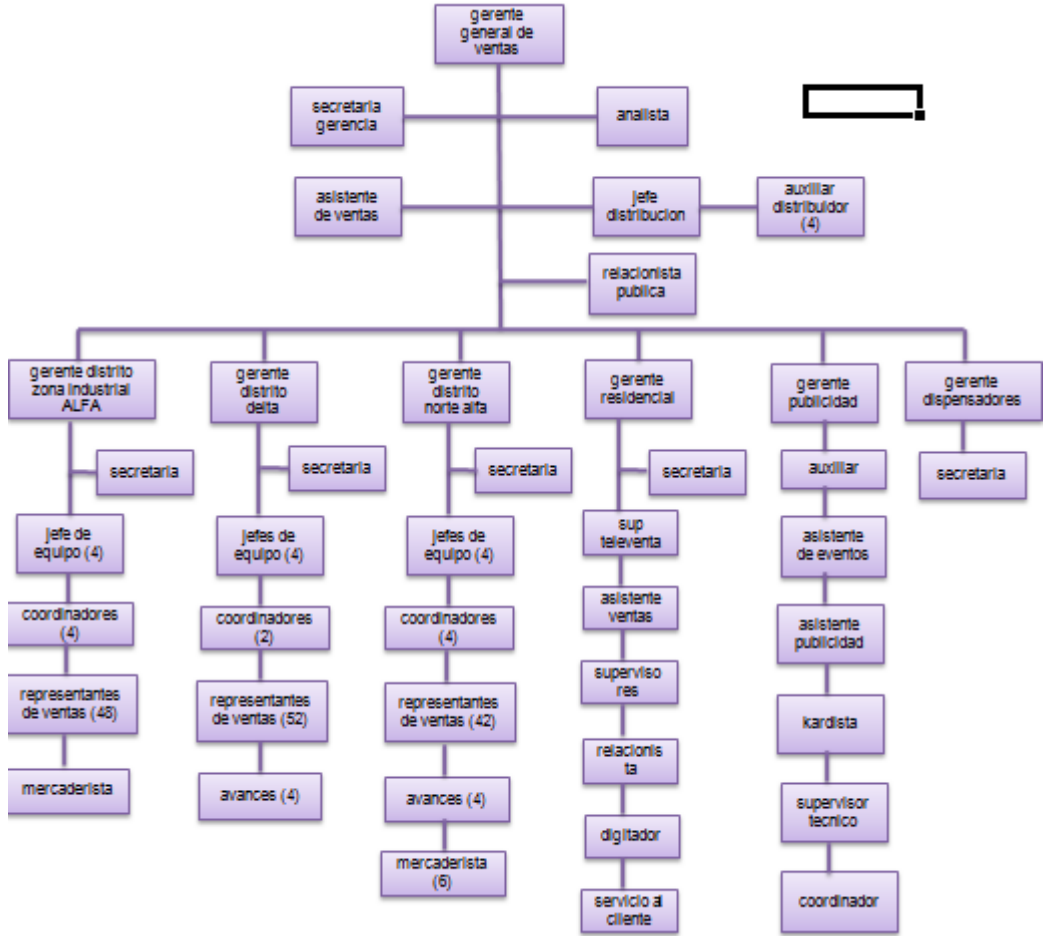 gerente
general de
ventas
secretaria
gerencia
analista
asistente
de ventas
jefe
distribucion
auxiliar
distribuidor
(4)
relacionista
publica
gerente distrito
zona industrial
ALFA
gerente
distrito
delta
gerente
distrito
norte alfa
gerente
residencial
gerente
publicidad
gerente
dispensadores
secretaria
secretaria
secretaria
secretaria
auxiliar
secretaria
jefe de
equipo (4)
jefes de
equipo (4)
jefes de
equipo (4)
sup
televenta
asistente
de eventos
coordinadores
(4)
coordinadores
(2)
coordinadores
(4)
asistente
ventas
asistente
publicidad
representantes
de ventas (48)
representantes
de ventas (52)
representantes
de ventas (42)
superviso
res
kardista
mercaderista
avances (4)
avances (4)
relacionis
ta
supervisor
tecnico
mercaderista
(6)
digitador
coordinador
servicio al
cliente